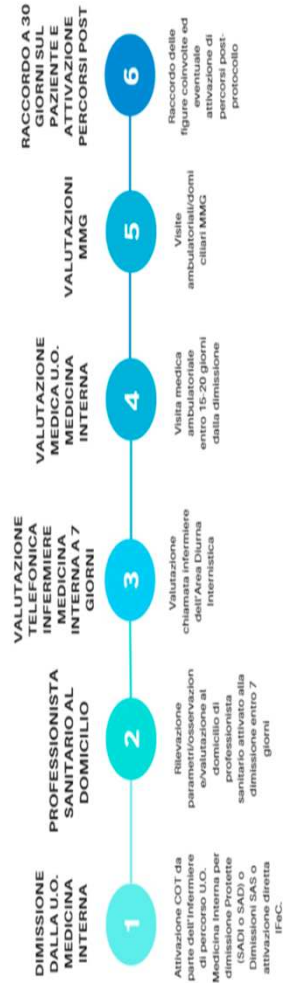 DIMISSIONE
DALLA U.O.
MEDICINA
INTERNA
1
Attivazione COT da
parte dell'Infermiere
di percorso U.O.
Medicina Interna per
dimissione Protette
(SADI o SAD) o
Dimissioni SAS o
attivazione diretta
IFeC.
PROFESSIONISTA
SANITARIO AL
DOMICILIO
2
Rilevazione
parametri/osservazion
e/valutazione al
domicilio di
professionista
sanitario attivato alla
dimissione entro 7
giorni
VALUTAZIONE
TELEFONICA
INFERMIERE
MEDICINA
INTERNA A 7
GIORNI
3
Valutazione
chiamata infermiere
dell'Area Diurna
Internistica
VALUTAZIONE
MEDICA U.O.
MEDICINA
INTERNA
4
Visita medica
ambulatoriale
entro 15-20 giorni
dalla dimissione
VALUTAZIONI
MMG
5
Visite
ambulatoriali/domi
ciliari MMG
RACCORDO A 30
GIORNI SUL
PAZIENTE E
ATTIVAZIONE
PERCORSI POST
6
Raccordo delle
figure coinvolte ed
eventuale
attivazione di
percorsi post-
protocollo